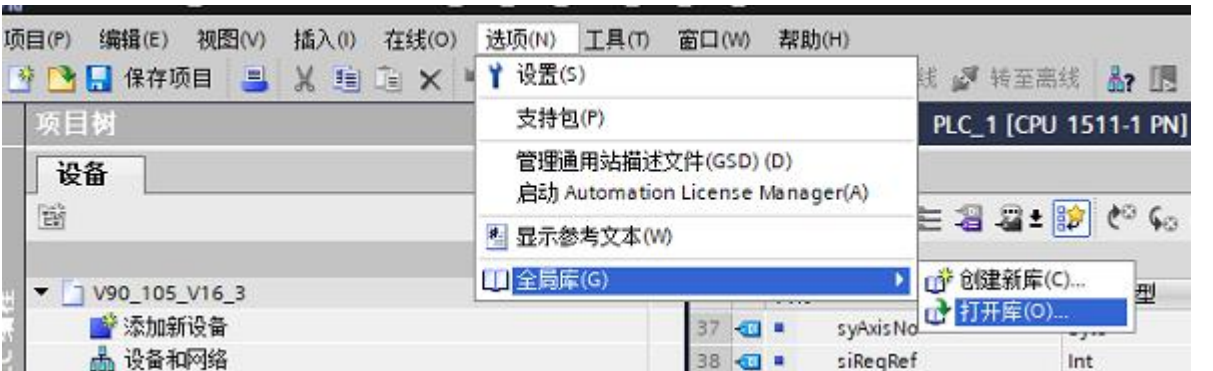 项目(P) 编辑(E) 视图(V) 插入(I) 在线(O) 选项(N) 工具(T) 窗口(W) 帮助(H)
保存项目 转至离线
设置(S)
项目树 支持包(P) PLC_1 [CPU 1511-1 PN]
设备 管理通用站描述文件(GSD) (D)
启动 Automation License Manager(A)
显示参考文本(W)
全局库(G) 创建新库(C)...
V90_105_V16_3 打开库(O)... 型
添加新设备 37 syAxisNo
设备和网络 38 siReqRef Int